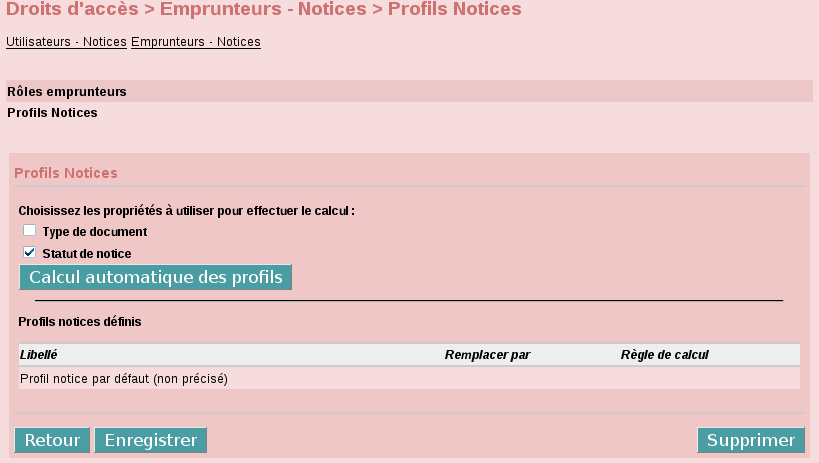 Droits d'accès > Emprunteurs - Notices > Profils Notices
Utilisateurs - Notices Emprunteurs - Notices
Rôles emprunteurs
Profils Notices
Profils Notices
Choisissez les propriétés à utiliser pour effectuer le calcul :
Type de document
Statut de notice
Calcul automatique des profils
Profils notices définis
Libellé Remplacer par Règle de calcul
Profil notice par défaut (non précisé)
Retour Enregistrer Supprimer